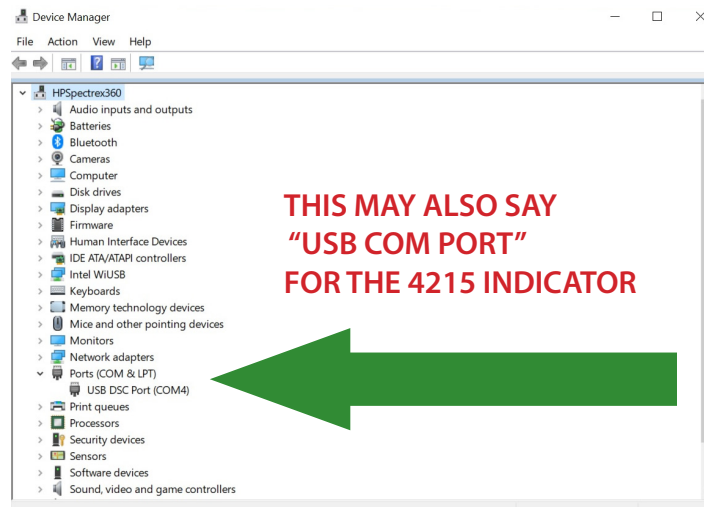 Device Manager
File Action View Help
HPSpectrex360
Audio inputs and outputs
Batteries
Bluetooth
Cameras
Computer
Disk drives
Display adapters
Firmware
Human Interface Devices
IDE ATA/ATAPI controllers
Intel WiUSB
Keyboards
Memory technology devices
Mice and other pointing devices
Monitors
Network adapters
Ports (COM & LPT)
USB DSC Port (COM4)
Print queues
Processors
Security devices
Sensors
Software devices
Sound, video and game controllers
THIS MAY ALSO SAY
“USB COM PORT”
FOR THE 4215 INDICATOR